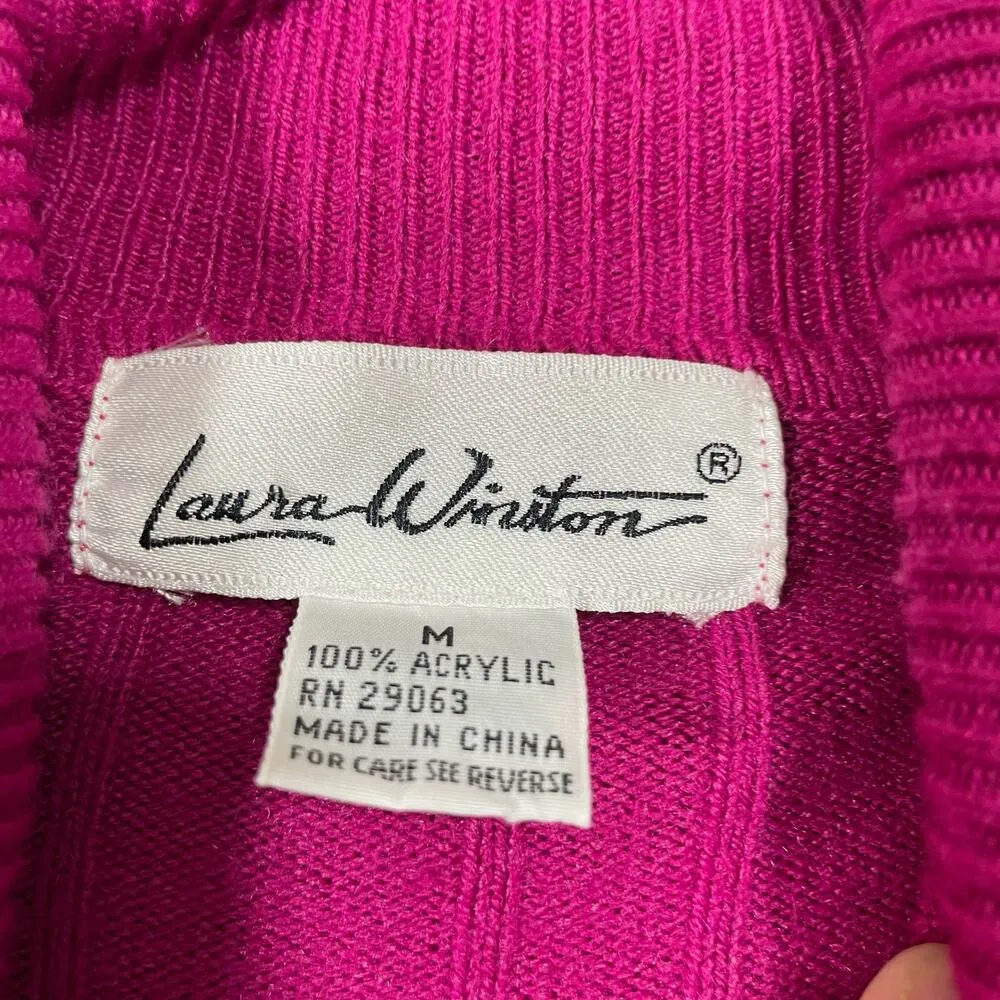 Laura Winston ®
M
100% ACRYLIC
RN 29063
MADE IN CHINA
FOR CARE SEE REVERSE